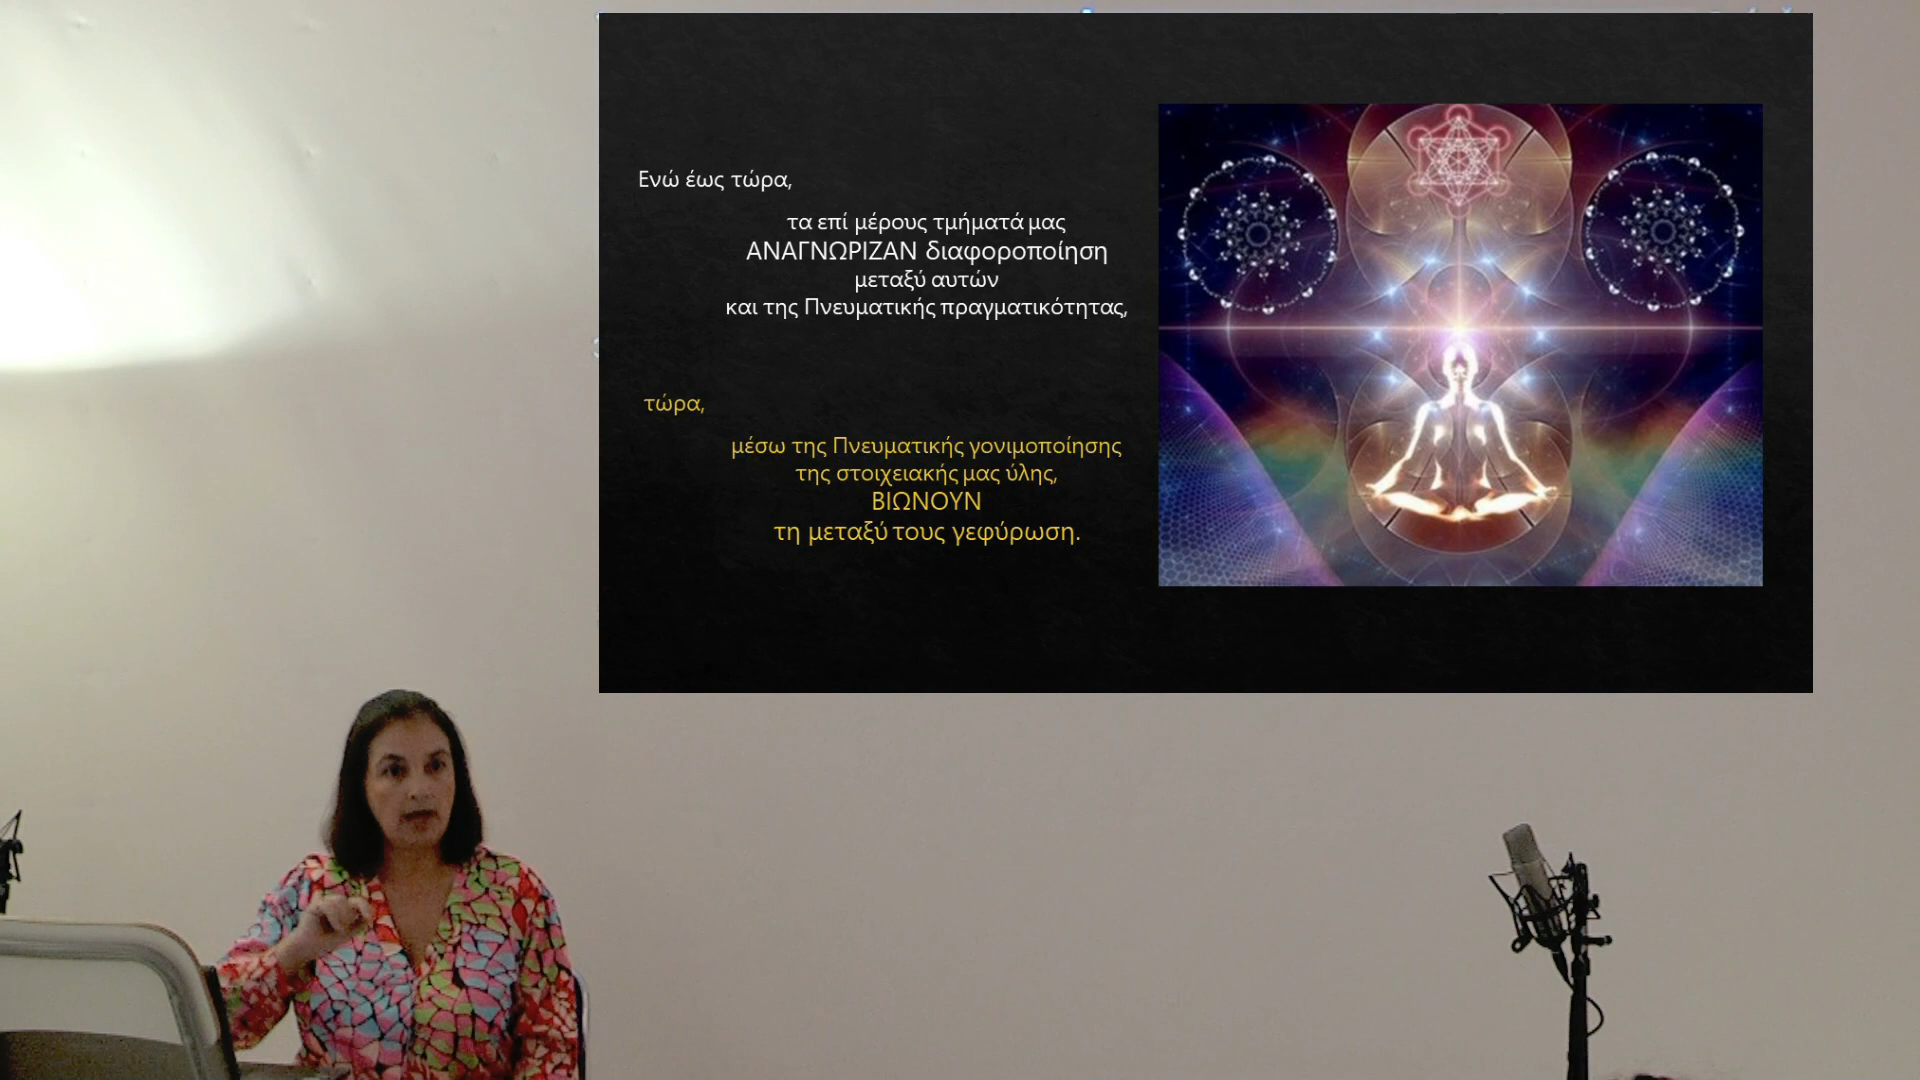 Ενώ έως τώρα,
τα επί μέρους τμήματά μας
ΑΝΑΓΝΩΡΙΖΑΝ διαφοροποίηση
μεταξύ αυτών
και της Πνευματικής πραγματικότητας,
τώρα,
μέσω της Πνευματικής γονιμοποίησης
της στοιχειακής μας ύλης,
ΒΙΩΝΟΥΝ
τη μεταξύ τους γεφύρωση.